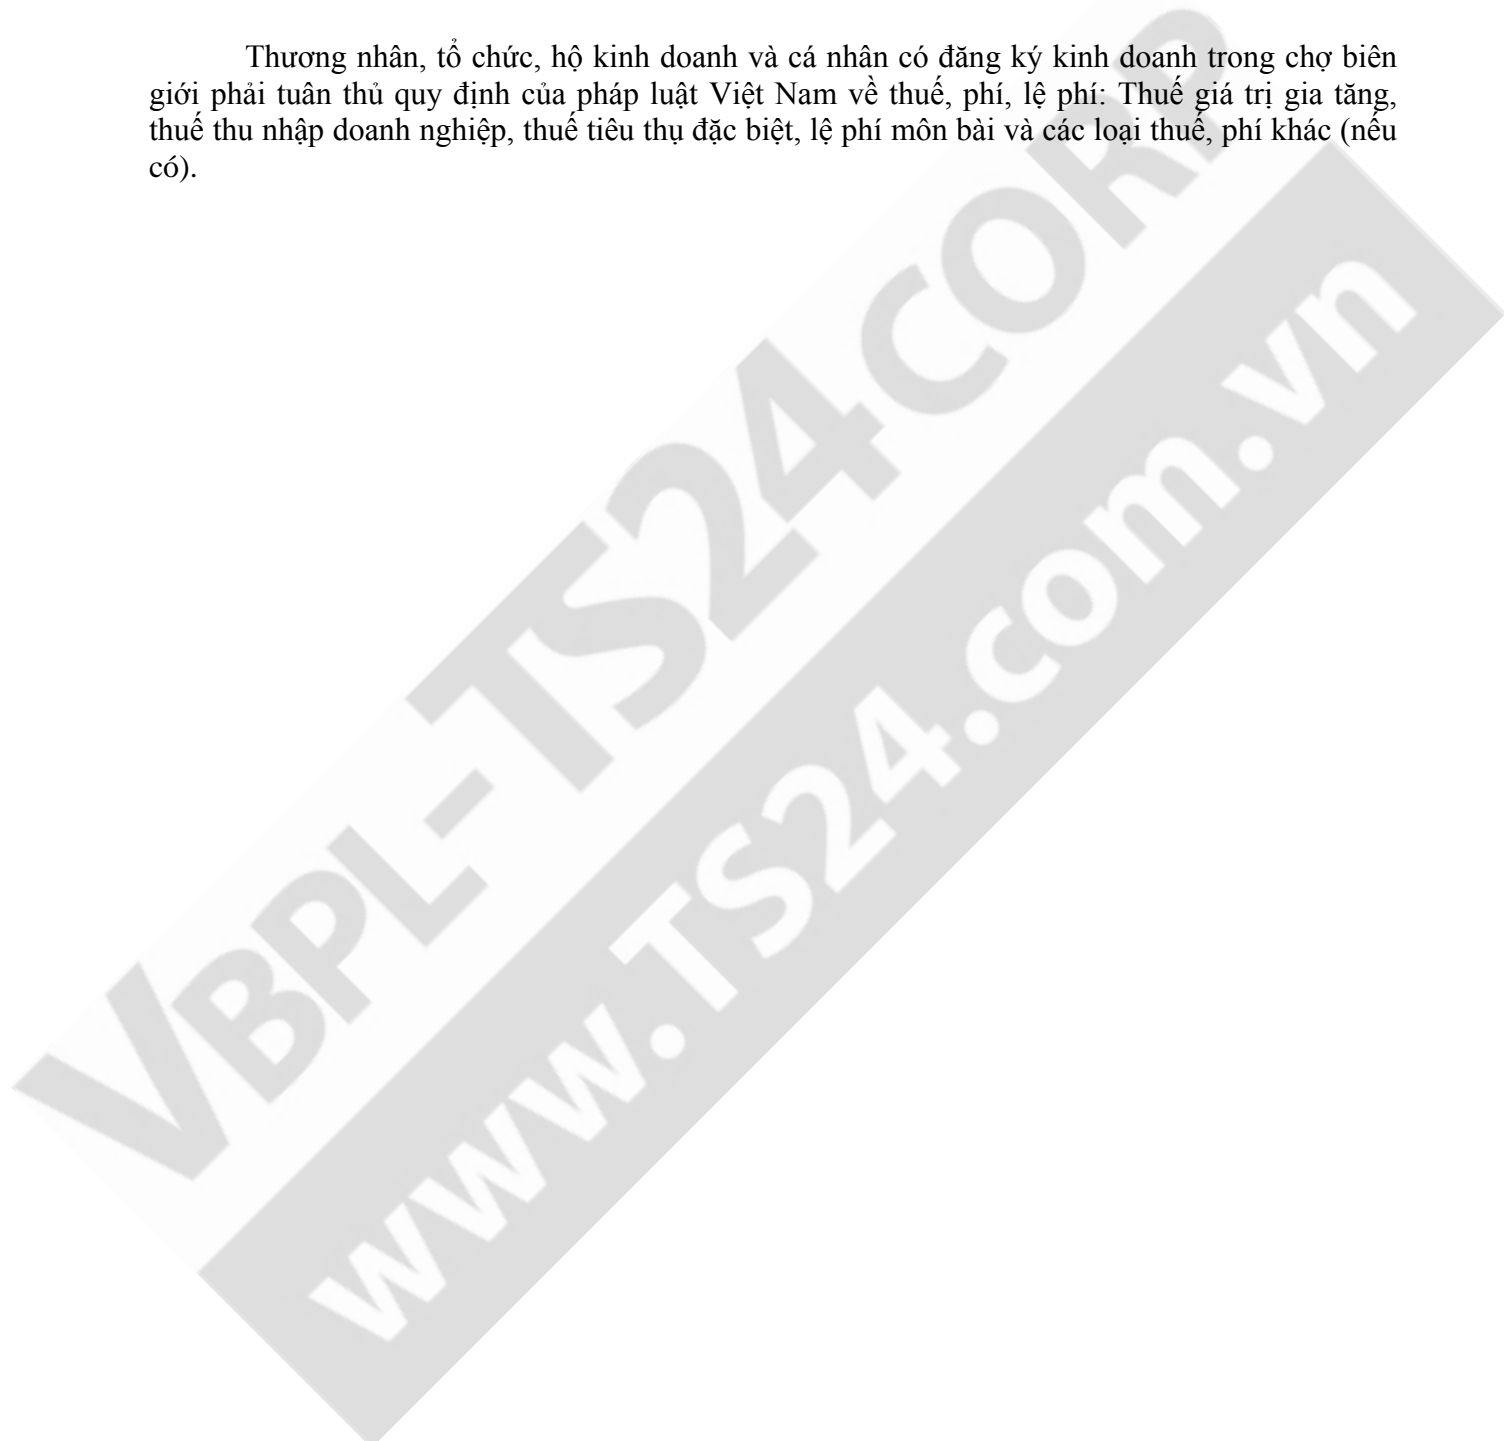 Thương nhân, tổ chức, hộ kinh doanh và cá nhân có đăng ký kinh doanh trong chợ biên
giới phải tuân thủ quy định của pháp luật Việt Nam về thuế, phí, lệ phí: Thuế giá trị gia tăng,
thuế thu nhập doanh nghiệp, thuế tiêu thụ đặc biệt, lệ phí môn bài và các loại thuế, phí khác (nếu
có).
VBPL-TS24CORP
www.TS24.com.vn